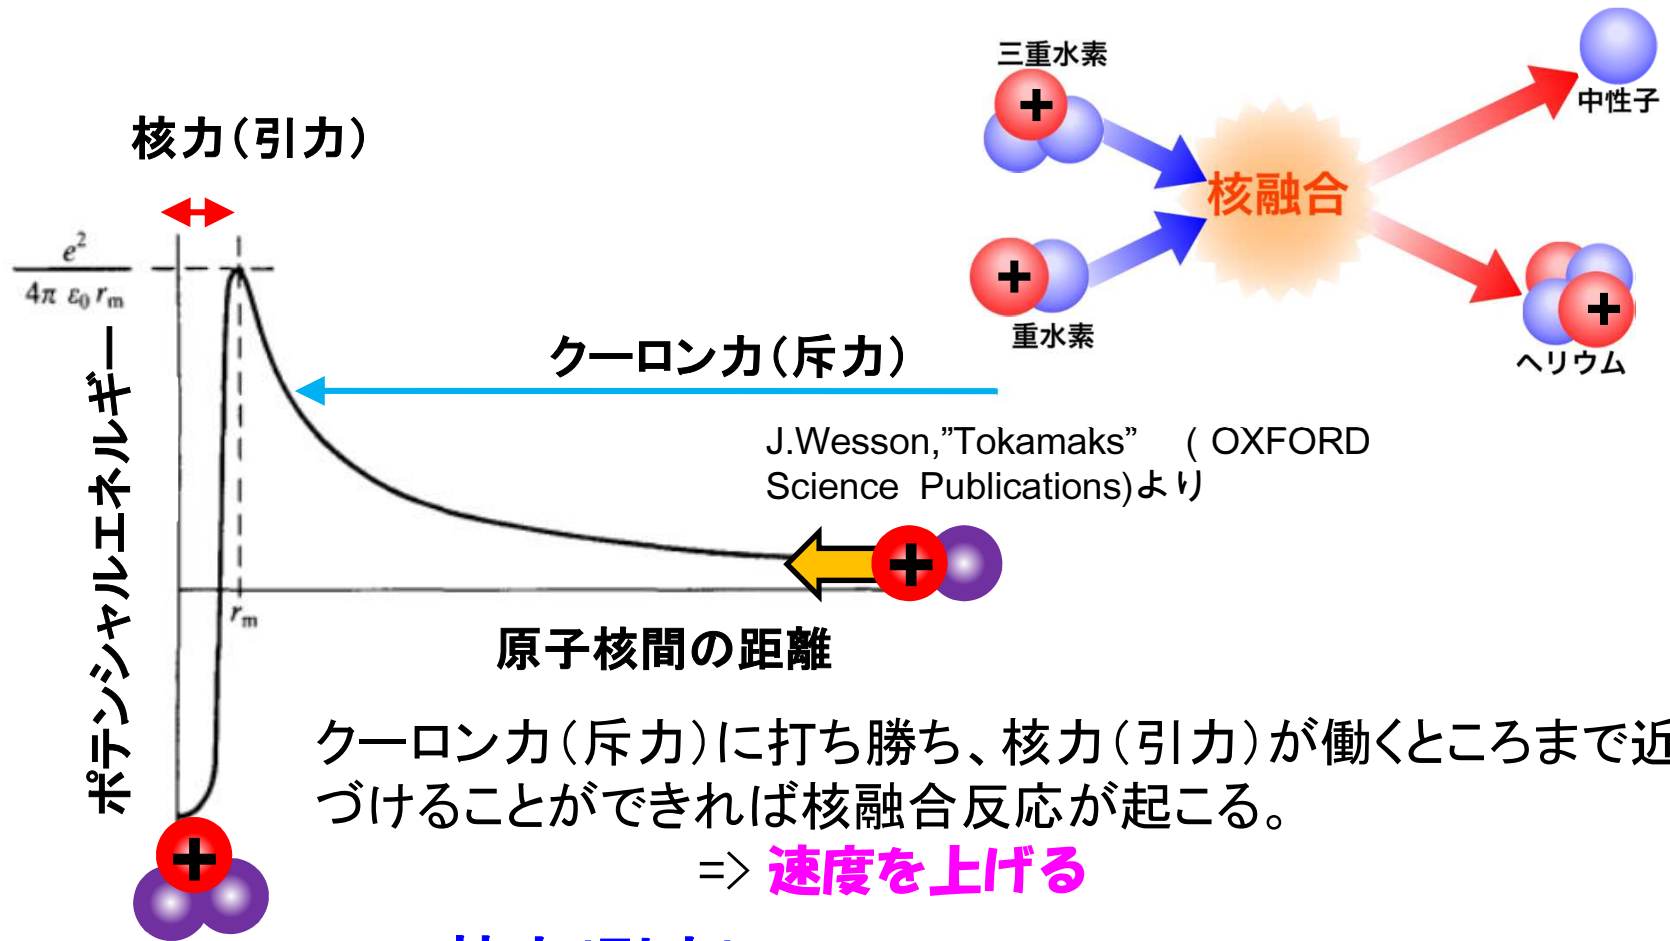 三重水素
中性子
核力(引力)
核融合
e²
4π ε₀ rₘ
重水素
ヘリウム
クーロン力(斥力)
J.Wesson,”Tokamaks” ( OXFORD
Science Publications)より
ポテンシャルエネルギー
rₘ
原子核間の距離
クーロン力(斥力)に打ち勝ち、核力(引力)が働くところまで近
づけることができれば核融合反応が起こる。
=> 速度を上げる